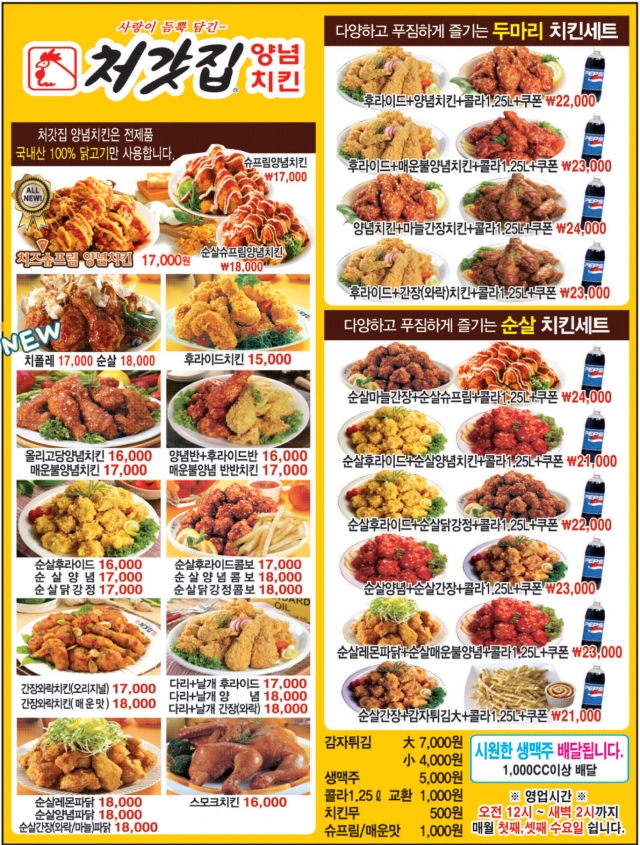 사랑이 듬뿍 담긴~
처갓집 양념
치킨
처갓집 양념치킨은 전제품
국내산 100% 닭고기만 사용합니다.
슈프림양념치킨
₩17,000
ALL
NEW!
치즈슈프림 양념치킨 17,000원
순살슈프림양념치킨
₩18,000
NEW
치폴레 17,000 순살 18,000
후라이드치킨 15,000
올리고당양념치킨 16,000
매운불양념치킨 17,000
양념반+후라이드반 16,000
매운불양념 반반치킨 17,000
순살후라이드 16,000
순 살 양 념 17,000
순살닭강정 17,000
순살후라이드콤보 17,000
순살양념콤보 18,000
순살닭강정콤보 18,000
간장와락치킨(오리지널) 17,000
간장와락치킨(매운맛) 18,000
다리+날개 후라이드 17,000
다리+날개 양 념 18,000
다리+날개 간장(와락) 18,000
순살레몬파닭 18,000
순살양념파닭 18,000
순살간장(와락/마늘)파닭 18,000
스모크치킨 16,000
다양하고 푸짐하게 즐기는 두마리 치킨세트
후라이드+양념치킨+콜라1,25L+쿠폰 ₩22,000
PEPSI
후라이드+매운불양념치킨+콜라1,25L+쿠폰 ₩23,000
PEPSI
양념치킨+마늘간장치킨+콜라1,25L+쿠폰 ₩24,000
PEPSI
후라이드+간장(와락)치킨+콜라1,25L+쿠폰 ₩23,000
PEPSI
다양하고 푸짐하게 즐기는 순살 치킨세트
순살마늘간장+순살슈프림+콜라1,25L+쿠폰 ₩24,000
PEPSI
순살후라이드+순살양념치킨+콜라1,25L+쿠폰 ₩21,000
PEPSI
순살후라이드+순살닭강정+콜라1,25L+쿠폰 ₩22,000
PEPSI
순살양념+순살간장+콜라1,25L+쿠폰 ₩23,000
PEPSI
순살레몬파닭+순살매운불양념+콜라1,25L+쿠폰 ₩23,000
PEPSI
순살간장+감자튀김大+콜라1,25L+쿠폰 ₩21,000
PEPSI
감자튀김 大 7,000원
小 4,000원
생맥주 5,000원
콜라1,25ℓ 교환 1,000원
치킨무 500원
슈프림/매운맛 1,000원
시원한 생맥주 배달됩니다.
1,000CC이상 배달
※ 영업시간 ※
오전 12시 ~ 새벽 2시까지
매월 첫째,셋째 수요일 쉽니다.